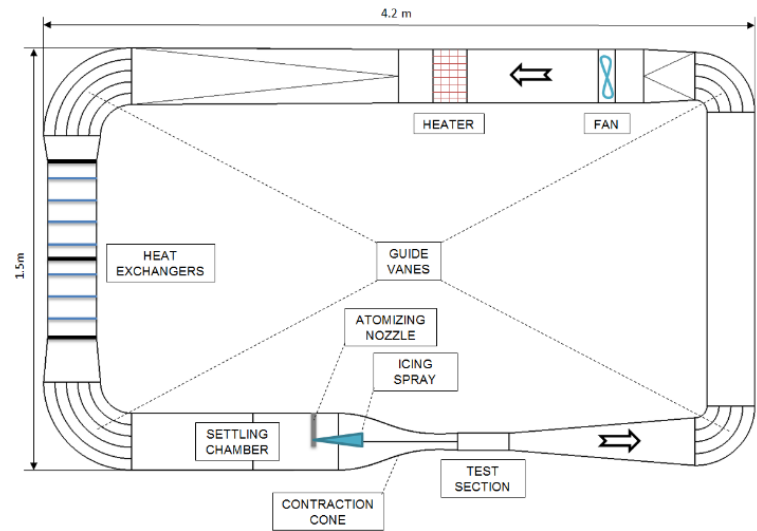 4.2 m
HEATER
FAN
1.5m
HEAT
EXCHANGERS
GUIDE
VANES
ATOMIZING
NOZZLE
ICING
SPRAY
SETTLING
CHAMBER
TEST
SECTION
CONTRACTION
CONE